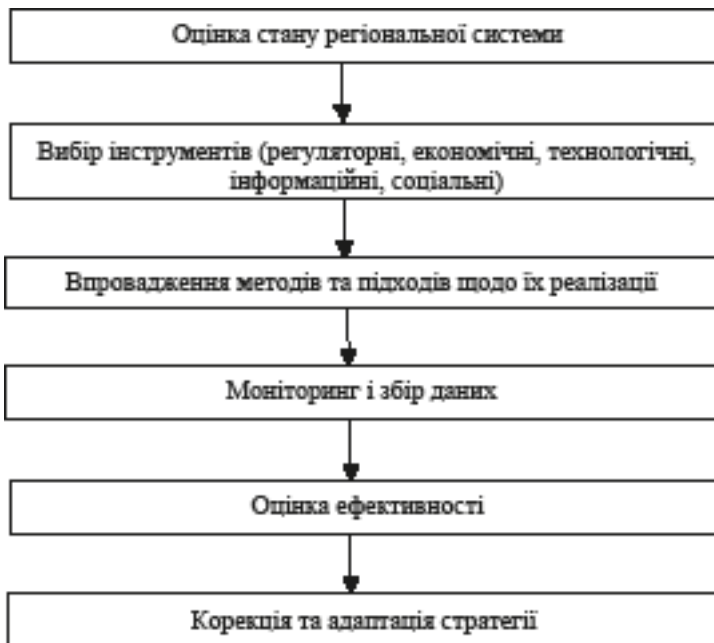 Оцінка стану регіональної системи
Вибір інструментів (регуляторні, економічні, технологічні,
інформаційні, соціальні)
Впровадження методів та підходів щодо їх реалізації
Моніторинг і збір даних
Оцінка ефективності
Корекція та адаптація стратегії